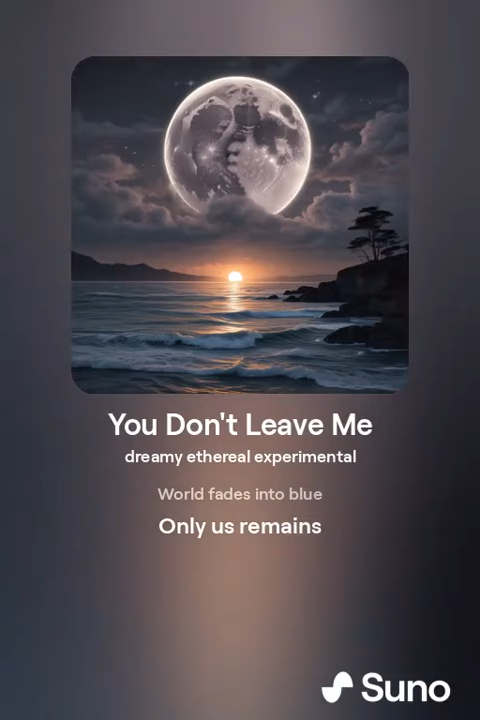 You Don't Leave Me
dreamy ethereal experimental
World fades into blue
Only us remains
Suno